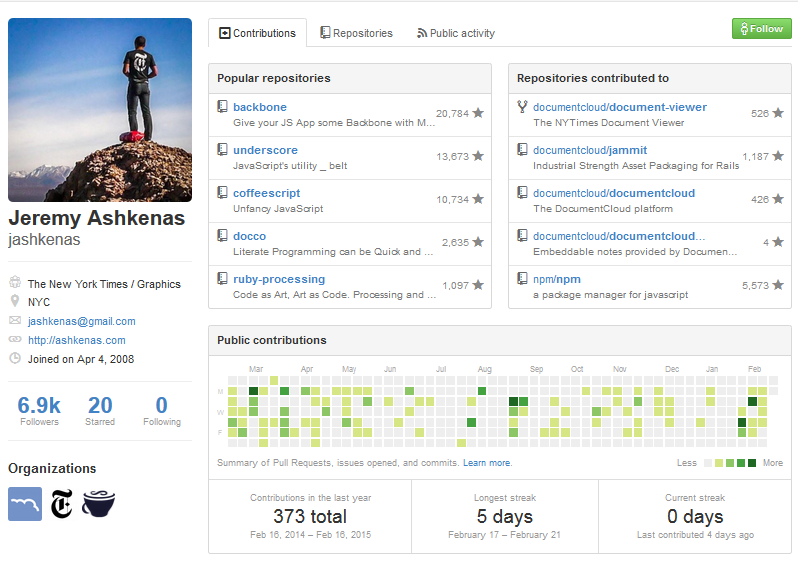 Contributions
Repositories
Public activity
Follow
Jeremy Ashkenas
jashkenas
The New York Times / Graphics
NYC
jashkenas@gmail.com
http://ashkenas.com
Joined on Apr 4, 2008
6.9k 20 0
Followers Starred Following
Organizations
Popular repositories
backbone
Give your JS App some Backbone with M... 20,784
underscore
JavaScript's utility _ belt 13,673
coffeescript
Unfancy JavaScript 10,734
docco
Literate Programming can be Quick and ... 2,635
ruby-processing
Code as Art, Art as Code. Processing and ... 1,097
Repositories contributed to
documentcloud/document-viewer
The NYTimes Document Viewer 526
documentcloud/jammit
Industrial Strength Asset Packaging for Rails 1,187
documentcloud/documentcloud
The DocumentCloud platform 426
documentcloud/documentcloud...
Embeddable notes provided by Documen... 4
npm/npm
a package manager for javascript 5,573
Public contributions
Mar Apr May Jun Jul Aug Sep Oct Nov Dec Jan Feb
M
W
F
Summary of Pull Requests, issues opened, and commits. Learn more. Less More
Contributions in the last year
373 total
Feb 16, 2014 – Feb 16, 2015
Longest streak
5 days
February 17 – February 21
Current streak
0 days
Last contributed 4 days ago